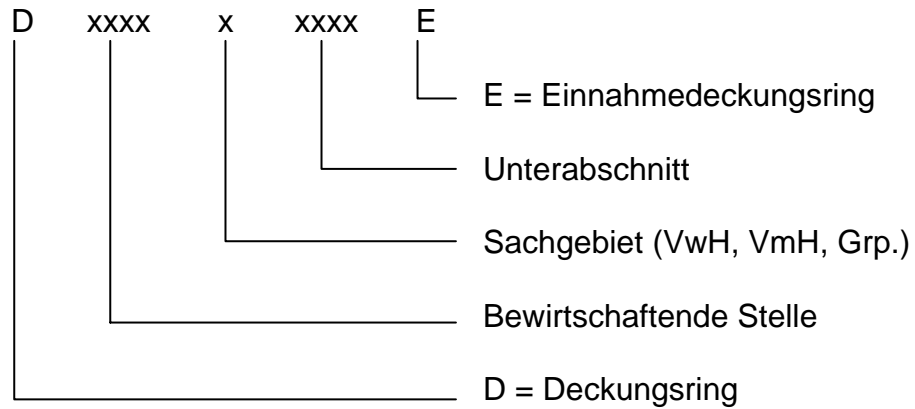 D xxxx x xxxx E
E = Einnahmedeckungsring
Unterabschnitt
Sachgebiet (VwH, VmH, Grp.)
Bewirtschaftende Stelle
D = Deckungsring